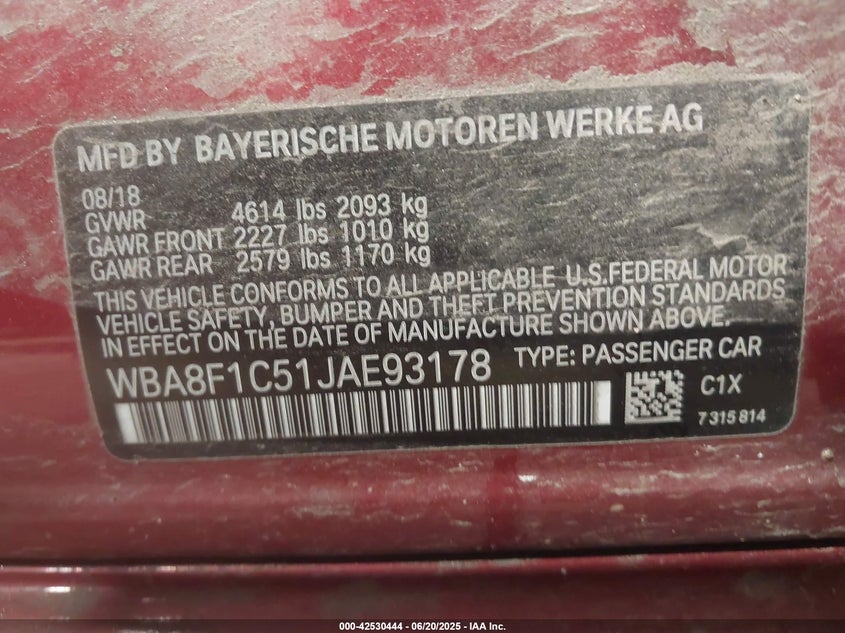 MFD BY BAYERISCHE MOTOREN WERKE AG
08/18
GVWR 4614 lbs 2093 kg
GAWR FRONT 2227 lbs 1010 kg
GAWR REAR 2579 lbs 1170 kg
THIS VEHICLE CONFORMS TO ALL APPLICABLE U.S.FEDERAL MOTOR
VEHICLE SAFETY, BUMPER AND THEFT PREVENTION STANDARDS
IN EFFECT ON THE DATE OF MANUFACTURE SHOWN ABOVE.
WBA8F1C51JAE93178 TYPE: PASSENGER CAR
C1X
7315814
000-42530444 - 06/20/2025 - IAA Inc.